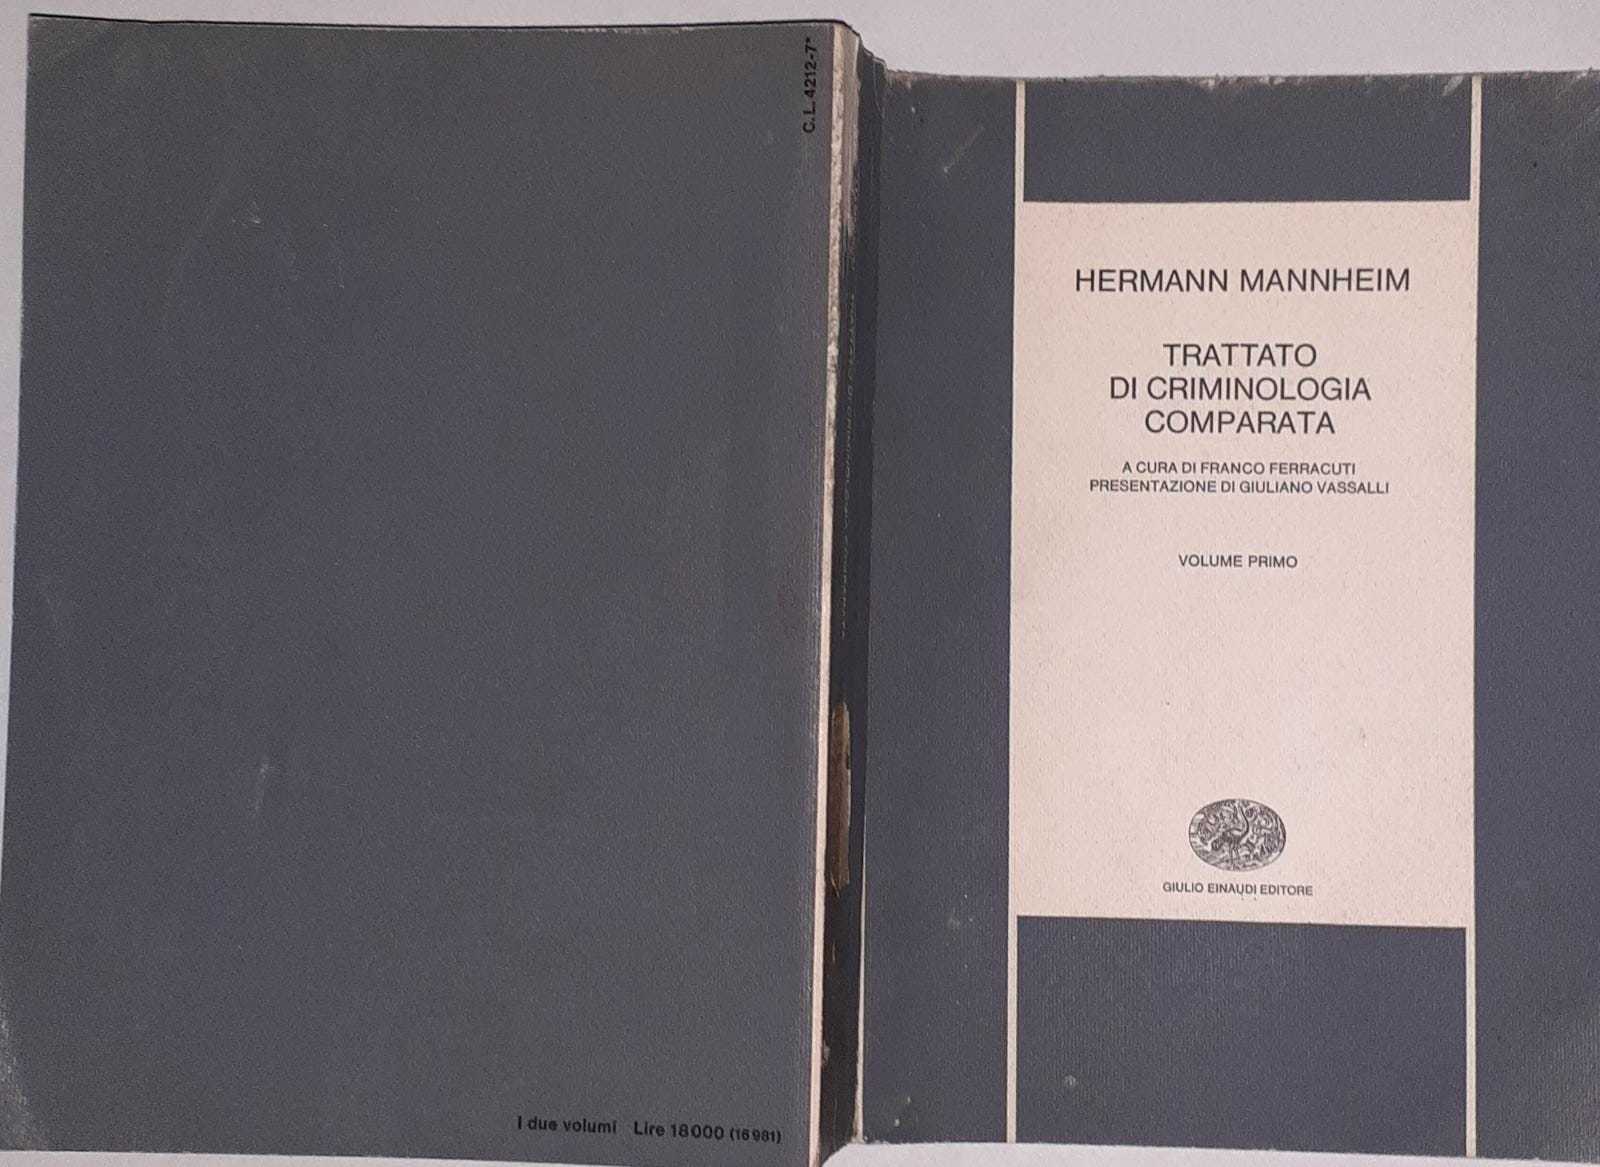 C.L. 4212-7*
I due volumi Lire 18000 (16981)
HERMANN MANNHEIM
TRATTATO
DI CRIMINOLOGIA
COMPARATA
A CURA DI FRANCO FERRACUTI
PRESENTAZIONE DI GIULIANO VASSALLI
VOLUME PRIMO
GIULIO EINAUDI EDITORE